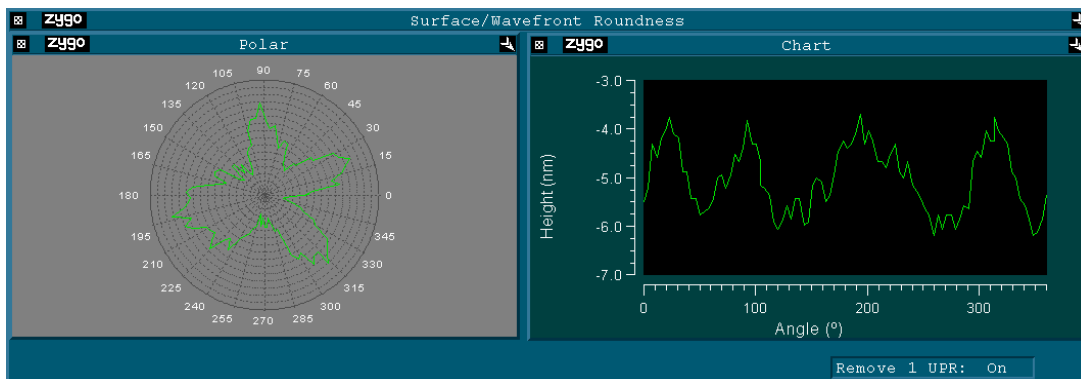 zygo Surface/Wavefront Roundness
zygo Polar
90
105 75
120 60
135 45
150 30
165 15
180 0
195 345
210 330
225 315
240 300
255 285
270
zygo Chart
-3.0
-4.0
-5.0
-6.0
-7.0
Height (nm)
0 100 200 300
Angle (º)
Remove 1 UPR: On